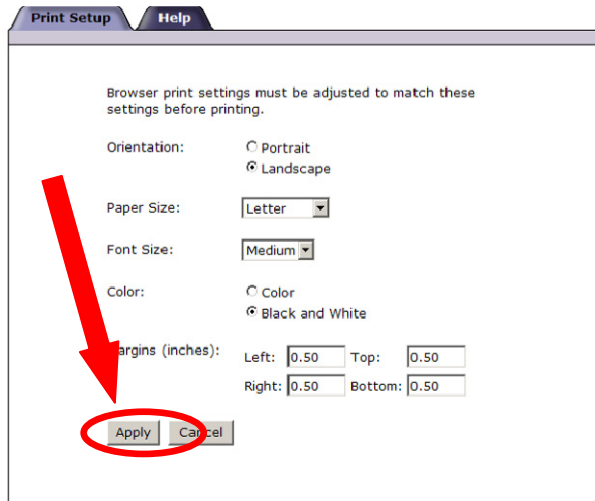 Print Setup Help
Browser print settings must be adjusted to match these
settings before printing.
Orientation: Portrait
Landscape
Paper Size: Letter
Font Size: Medium
Color: Color
Black and White
argins (inches): Left: 0.50 Top: 0.50
Right: 0.50 Bottom: 0.50
Apply Cancel